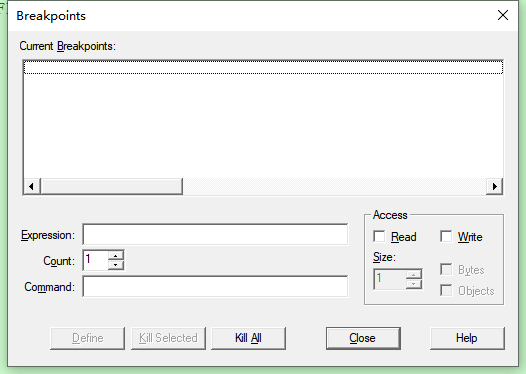 Breakpoints
Current Breakpoints:
Expression:
Count: 1
Command:
Access
Read Write
Size:
1
Bytes
Objects
Define Kill Selected Kill All Close Help